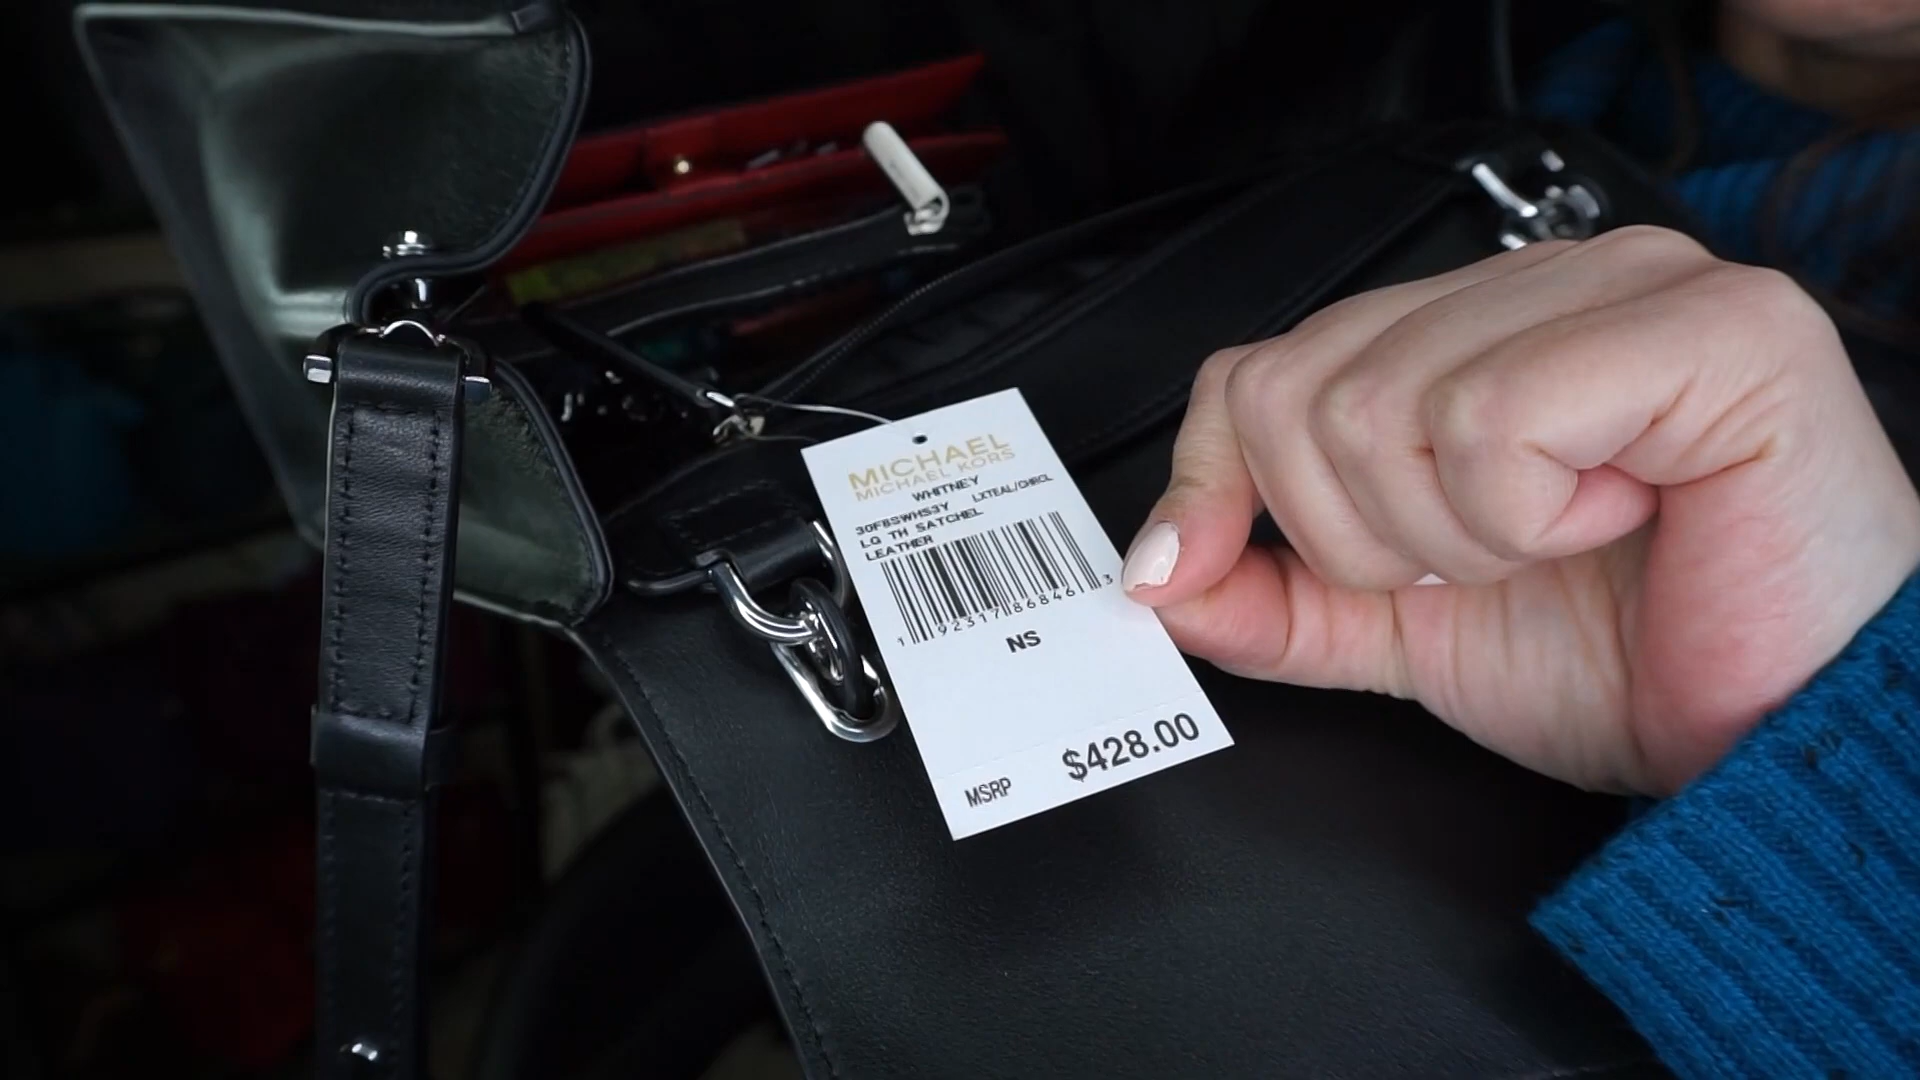 MICHAEL
MICHAEL KORS
WHITNEY
30F8SWHS3Y LXTEAL/CHRCL
LG TH SATCHEL
LEATHER
1 92317 86846 3
NS
MSRP $428.00